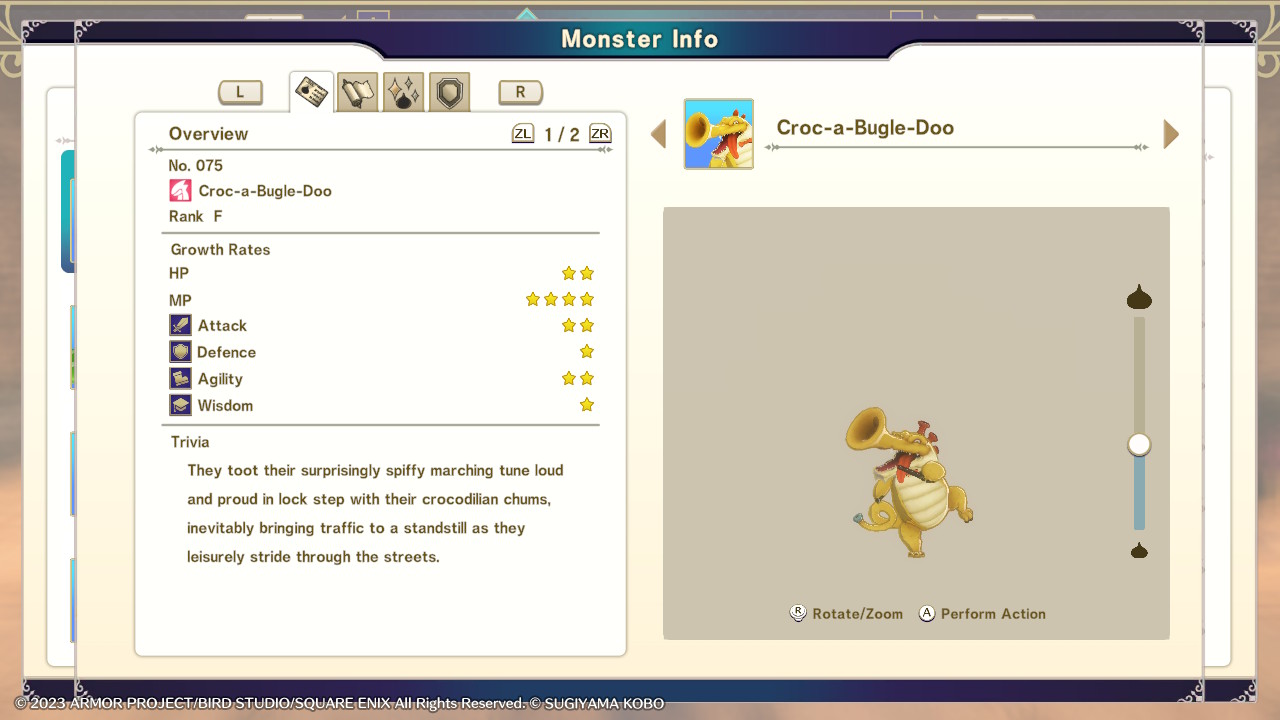 Monster Info
L
R
Overview
ZL 1 / 2 ZR
No. 075
Croc-a-Bugle-Doo
Rank F
Growth Rates
HP
MP
Attack
Defence
Agility
Wisdom
Trivia
They toot their surprisingly spiffy marching tune loud
and proud in lock step with their crocodilian chums,
inevitably bringing traffic to a standstill as they
leisurely stride through the streets.
Croc-a-Bugle-Doo
R Rotate/Zoom A Perform Action
© 2023 ARMOR PROJECT/BIRD STUDIO/SQUARE ENIX All Rights Reserved. © SUGIYAMA KOBO